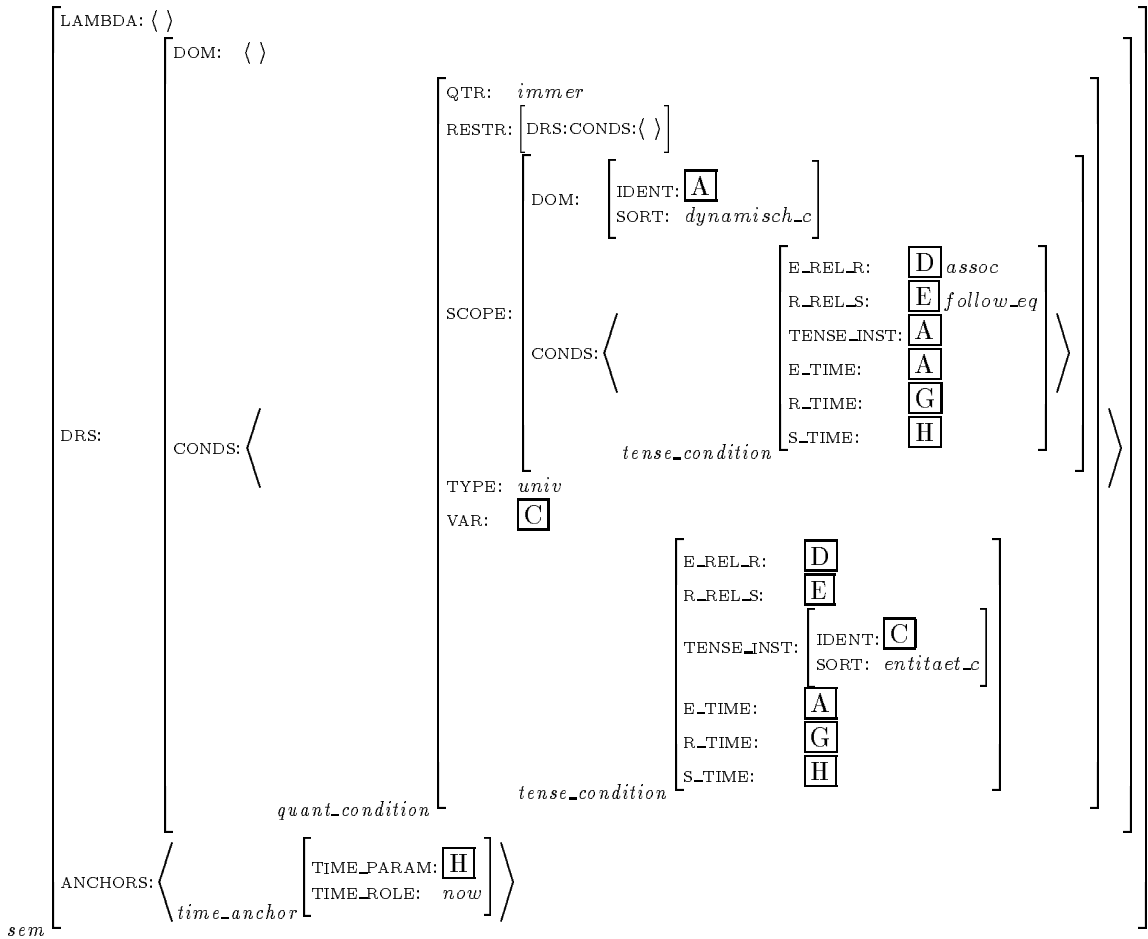 LAMBDA: ⟨ ⟩
DOM: ⟨ ⟩
QTR: immer
RESTR: [DRS:CONDS:⟨ ⟩]
DOM: IDENT: A
SORT: dynamisch_c
SCOPE:
CONDS: ⟨
E_REL_R: D assoc
R_REL_S: E follow_eq
TENSE_INST: A
E_TIME: A
R_TIME: G
S_TIME: H
tense_condition
⟩
DRS:
CONDS: ⟨
TYPE: univ
VAR: C
E_REL_R: D
R_REL_S: E
TENSE_INST: IDENT: C
SORT: entitaet_c
E_TIME: A
R_TIME: G
S_TIME: H
tense_condition
quant_condition
⟩
ANCHORS: ⟨
TIME_PARAM: H
TIME_ROLE: now
time_anchor
⟩
sem